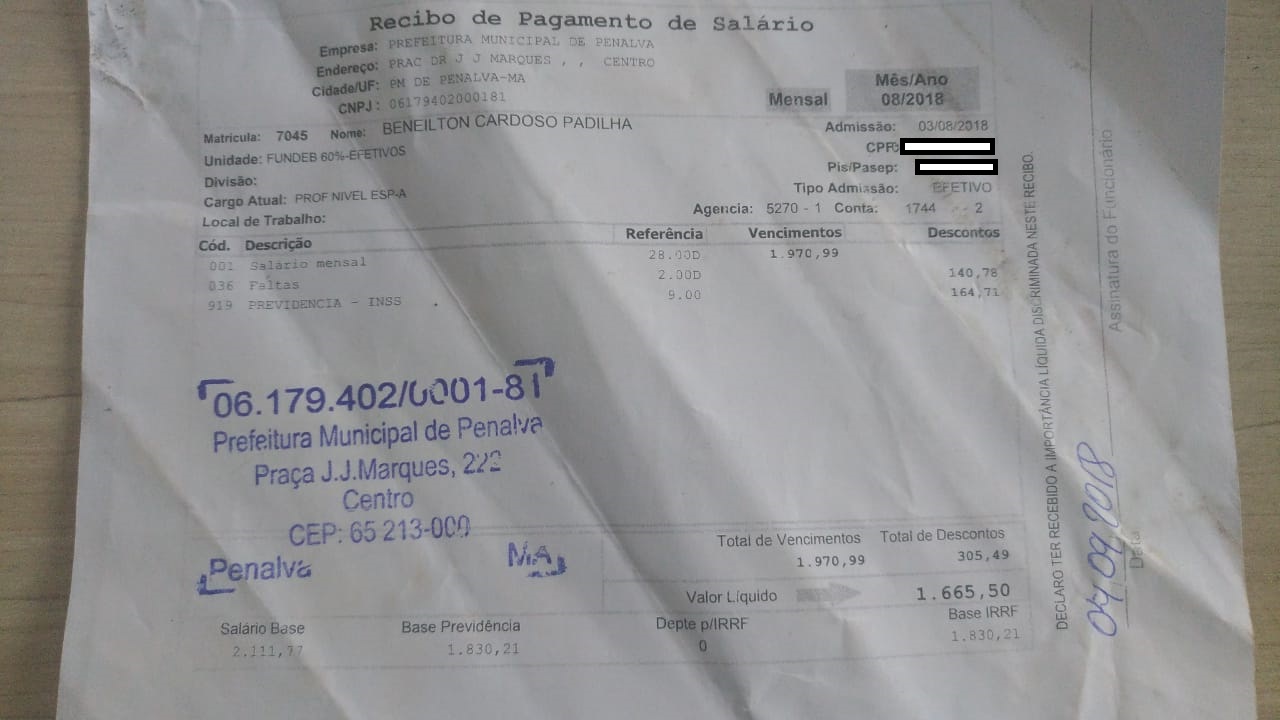 Recibo de Pagamento de Salário
Empresa: PREFEITURA MUNICIPAL DE PENALVA
Endereço: PRAC DR J J MARQUES , , CENTRO
Cidade/UF: PM DE PENALVA-MA
CNPJ : 06179402000181
Mensal
Mês/Ano
08/2018
Matricula: 7045 Nome: BENEILTON CARDOSO PADILHA
Admissão: 03/08/2018
Unidade: FUNDEB 60%-EFETIVOS
CPF:
Divisão:
Pis/Pasep:
Cargo Atual: PROF NIVEL ESP-A
Tipo Admissão: EFETIVO
Local de Trabalho:
Agencia: 5270 - 1 Conta: 1744 - 2
Cód. Descrição Referência Vencimentos Descontos
001 Salário mensal 28.00D 1.970,99
036 Faltas 2.00D 140,78
919 PREVIDENCIA - INSS 9.00 164,71
06.179.402/0001-81
Prefeitura Municipal de Penalva
Praça J.J.Marques, 222
Centro
CEP: 65 213-000
Penalva MA
Total de Vencimentos Total de Descontos
1.970,99 305,49
Valor Líquido 1.665,50
Salário Base Base Previdência Depte p/IRRF Base IRRF
2.111,77 1.830,21 0 1.830,21
DECLARO TER RECEBIDO A IMPORTÂNCIA LÍQUIDA DISCRIMINADA NESTE RECIBO.
Assinatura do Funcionário
04/09/2018
Data